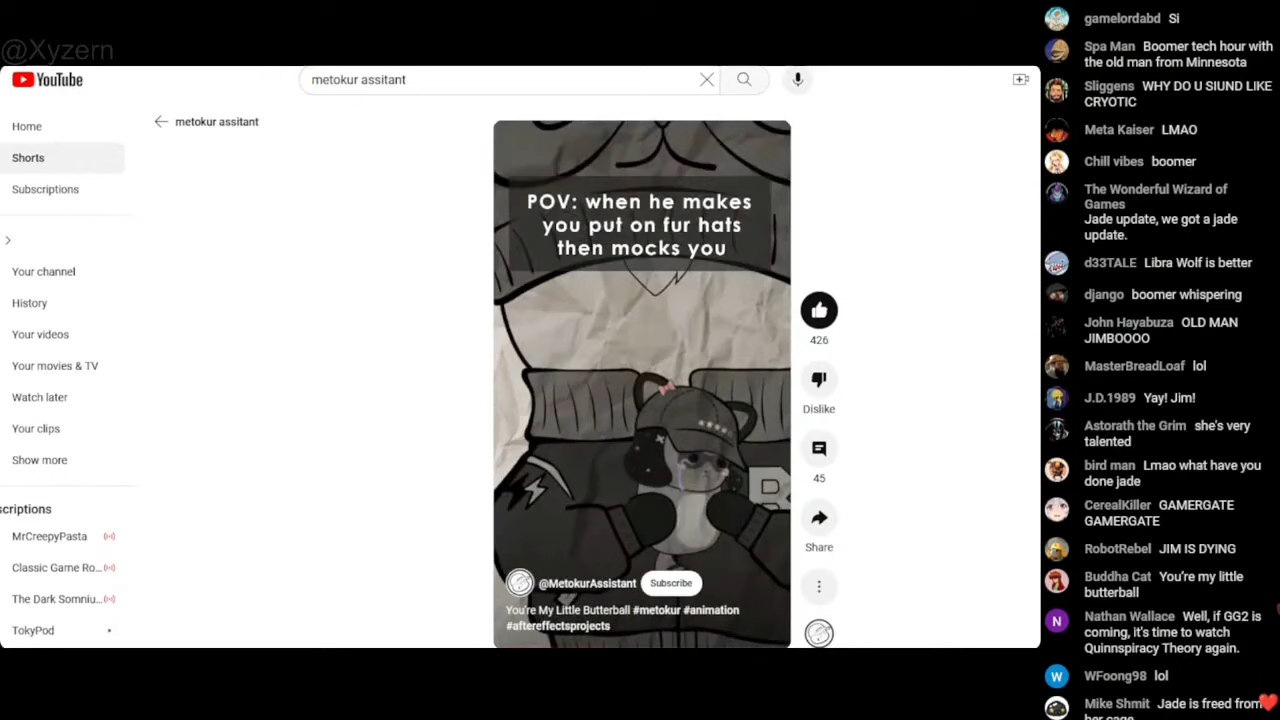 @Xyzern
YouTube
metokur assitant
Home
Shorts
Subscriptions
Your channel
History
Your videos
Your movies & TV
Watch later
Your clips
Show more
scriptions
MrCreepyPasta
Classic Game Ro...
The Dark Somniu...
TokyPod
metokur assitant
POV: when he makes
you put on fur hats
then mocks you
B
426
Dislike
45
Share
@MetokurAssistant Subscribe
You're My Little Butterball #metokur #animation
#aftereffectsprojects
gamelordabd Si
Spa Man Boomer tech hour with
the old man from Minnesota
Sliggens WHY DO U SIUND LIKE
CRYOTIC
Meta Kaiser LMAO
Chill vibes boomer
The Wonderful Wizard of
Games
Jade update, we got a jade
update.
d33TALE Libra Wolf is better
django boomer whispering
John Hayabuza OLD MAN
JIMBOOOO
MasterBreadLoaf lol
J.D.1989 Yay! Jim!
Astorath the Grim she's very
talented
bird man Lmao what have you
done jade
CerealKiller GAMERGATE
GAMERGATE
RobotRebel JIM IS DYING
Buddha Cat You're my little
butterball
N
Nathan Wallace Well, if GG2 is
coming, it's time to watch
Quinnspiracy Theory again.
W
WFoong98 lol
Mike Shmit Jade is freed from
her cage